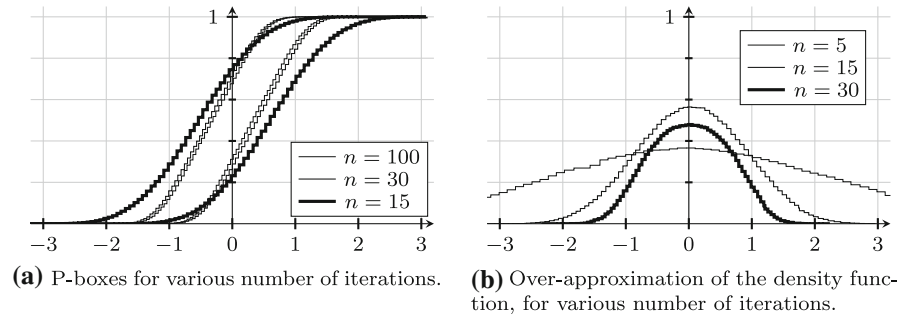 1
n = 100
n = 30
n = 15
−3 −2 −1 0 1 2 3
(a) P-boxes for various number of iterations.
1
n = 5
n = 15
n = 30
−3 −2 −1 0 1 2 3
(b) Over-approximation of the density func-
tion, for various number of iterations.